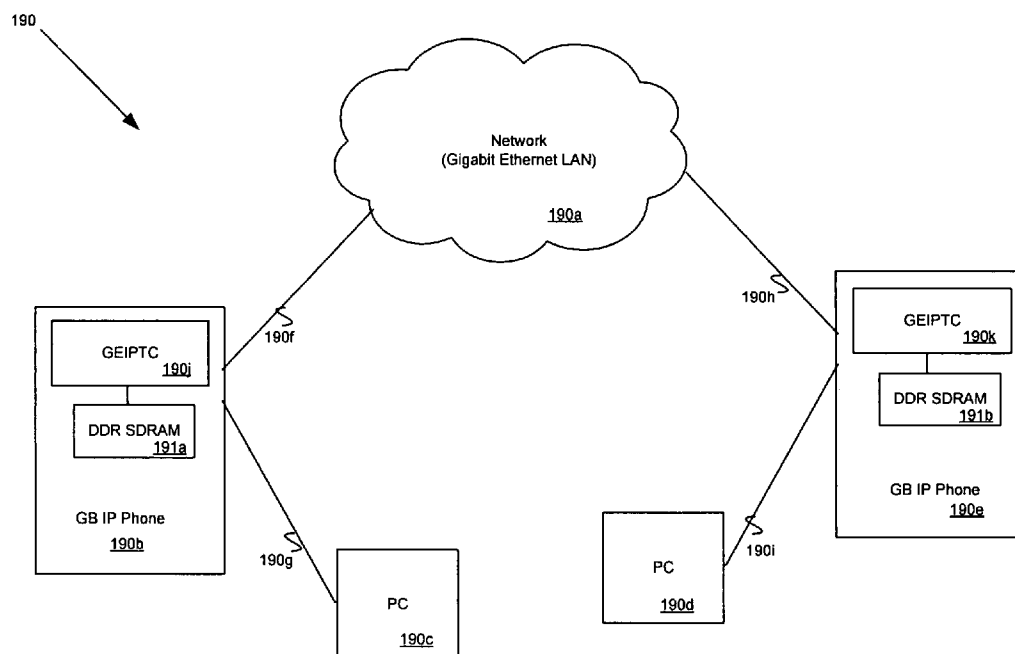 190
Network
(Gigabit Ethernet LAN)
190a
190f
190h
GEIPTC
190j
DDR SDRAM
191a
GB IP Phone
190b
GEIPTC
190k
DDR SDRAM
191b
GB IP Phone
190e
190g
190i
PC
190c
PC
190d